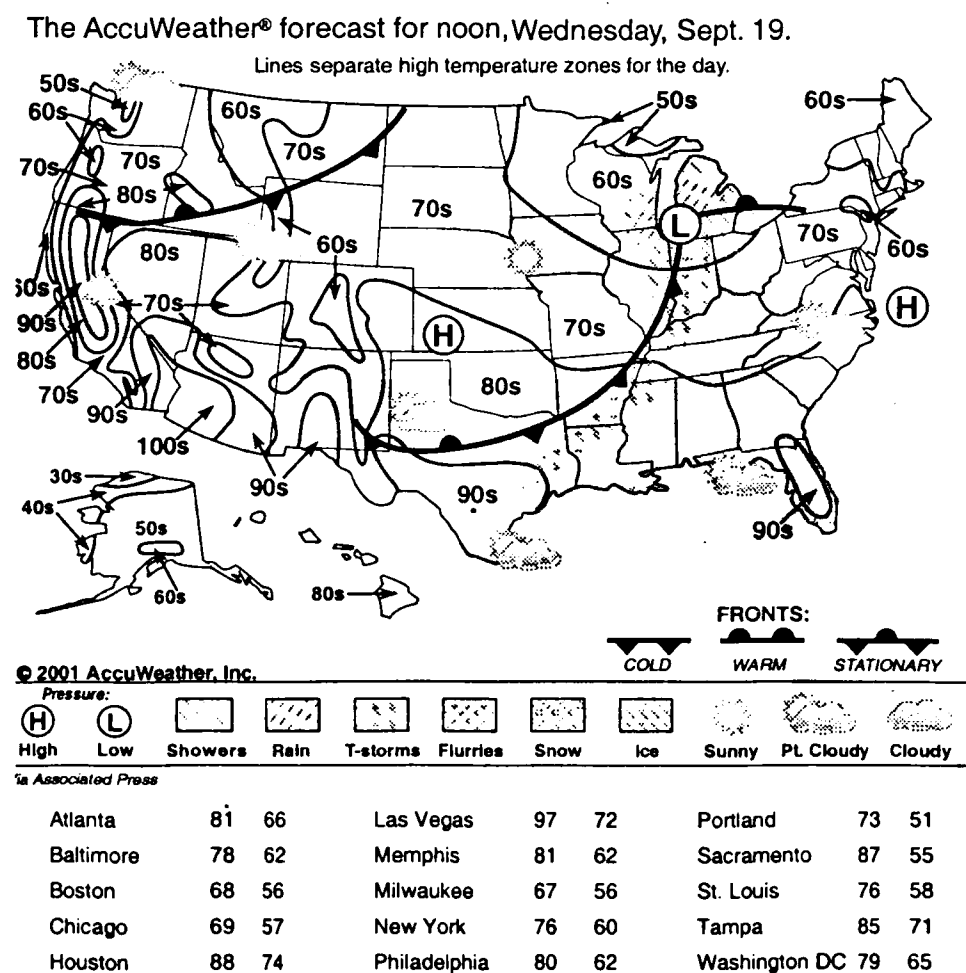 The AccuWeather® forecast for noon, Wednesday, Sept. 19.
Lines separate high temperature zones for the day.
50s
60s
50s
60s
60s
70s
70s
60s
70s
80s
70s
60s
80s
60s
70s
60s
L
H
70s
90s
H
70s
80s
80s
70s
90s
100s
90s
90s
90s
30s
40s
50s
60s
80s
FRONTS:
COLD WARM STATIONARY
© 2001 AccuWeather, Inc.
Pressure:
H L
High Low Showers Rain T-storms Flurries Snow Ice Sunny Pt. Cloudy Cloudy
Associated Press
Atlanta 81 66 Las Vegas 97 72 Portland 73 51
Baltimore 78 62 Memphis 81 62 Sacramento 87 55
Boston 68 56 Milwaukee 67 56 St. Louis 76 58
Chicago 69 57 New York 76 60 Tampa 85 71
Houston 88 74 Philadelphia 80 62 Washington DC 79 65